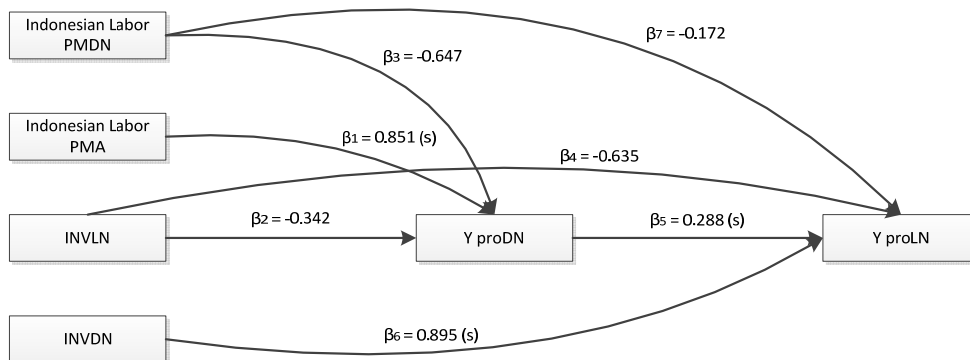 Indonesian Labor
PMDN
β7 = -0.172
β3 = -0.647
Indonesian Labor
PMA
β1 = 0.851 (s)
β4 = -0.635
INVLN
β2 = -0.342
Y proDN
β5 = 0.288 (s)
Y proLN
INVDN
β6 = 0.895 (s)